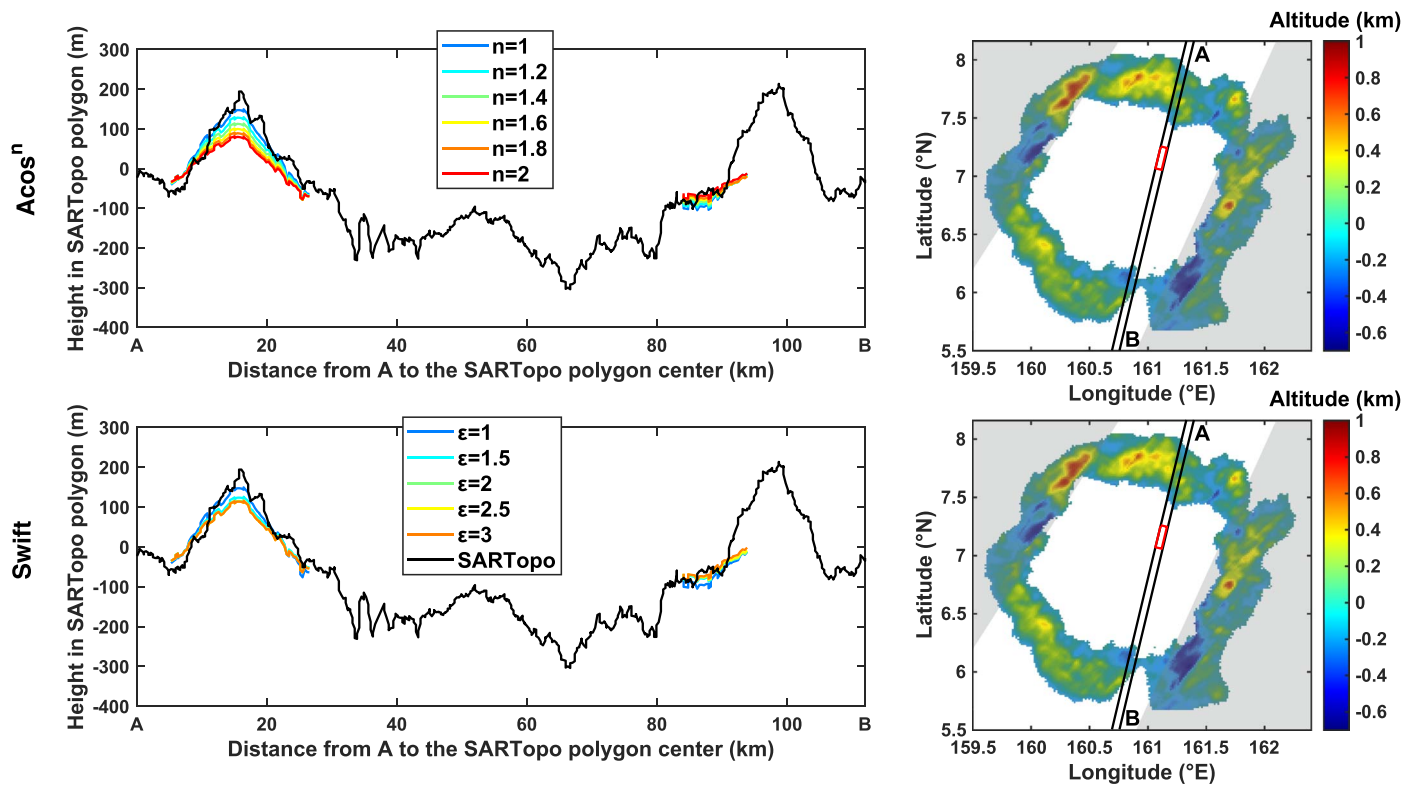 Acosⁿ
Height in SARTopo polygon (m)
300
200
100
0
-100
-200
-300
-400
n=1
n=1.2
n=1.4
n=1.6
n=1.8
n=2
A 20 40 60 80 100 B
Distance from A to the SARTopo polygon center (km)
Altitude (km)
Latitude (°N)
8
7.5
7
6.5
6
5.5
A
B
159.5 160 160.5 161 161.5 162
Longitude (°E)
1
0.8
0.6
0.4
0.2
0
-0.2
-0.4
-0.6
Swift
Height in SARTopo polygon (m)
300
200
100
0
-100
-200
-300
-400
ε=1
ε=1.5
ε=2
ε=2.5
ε=3
SARTopo
A 20 40 60 80 100 B
Distance from A to the SARTopo polygon center (km)
Altitude (km)
Latitude (°N)
8
7.5
7
6.5
6
5.5
A
B
159.5 160 160.5 161 161.5 162
Longitude (°E)
1
0.8
0.6
0.4
0.2
0
-0.2
-0.4
-0.6